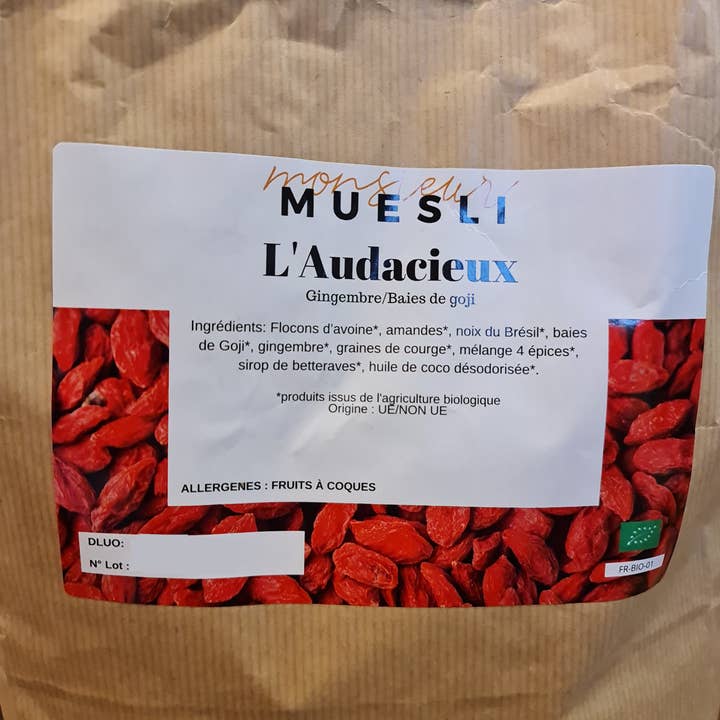 monsieur
MUESLI
L'Audacieux
Gingembre/Baies de goji
Ingrédients: Flocons d'avoine*, amandes*, noix du Brésil*, baies
de Goji*, gingembre*, graines de courge*, mélange 4 épices*,
sirop de betteraves*, huile de coco désodorisée*.
*produits issus de l'agriculture biologique
Origine : UE/NON UE
ALLERGENES : FRUITS À COQUES
DLUO:
N° Lot :
FR-BIO-01